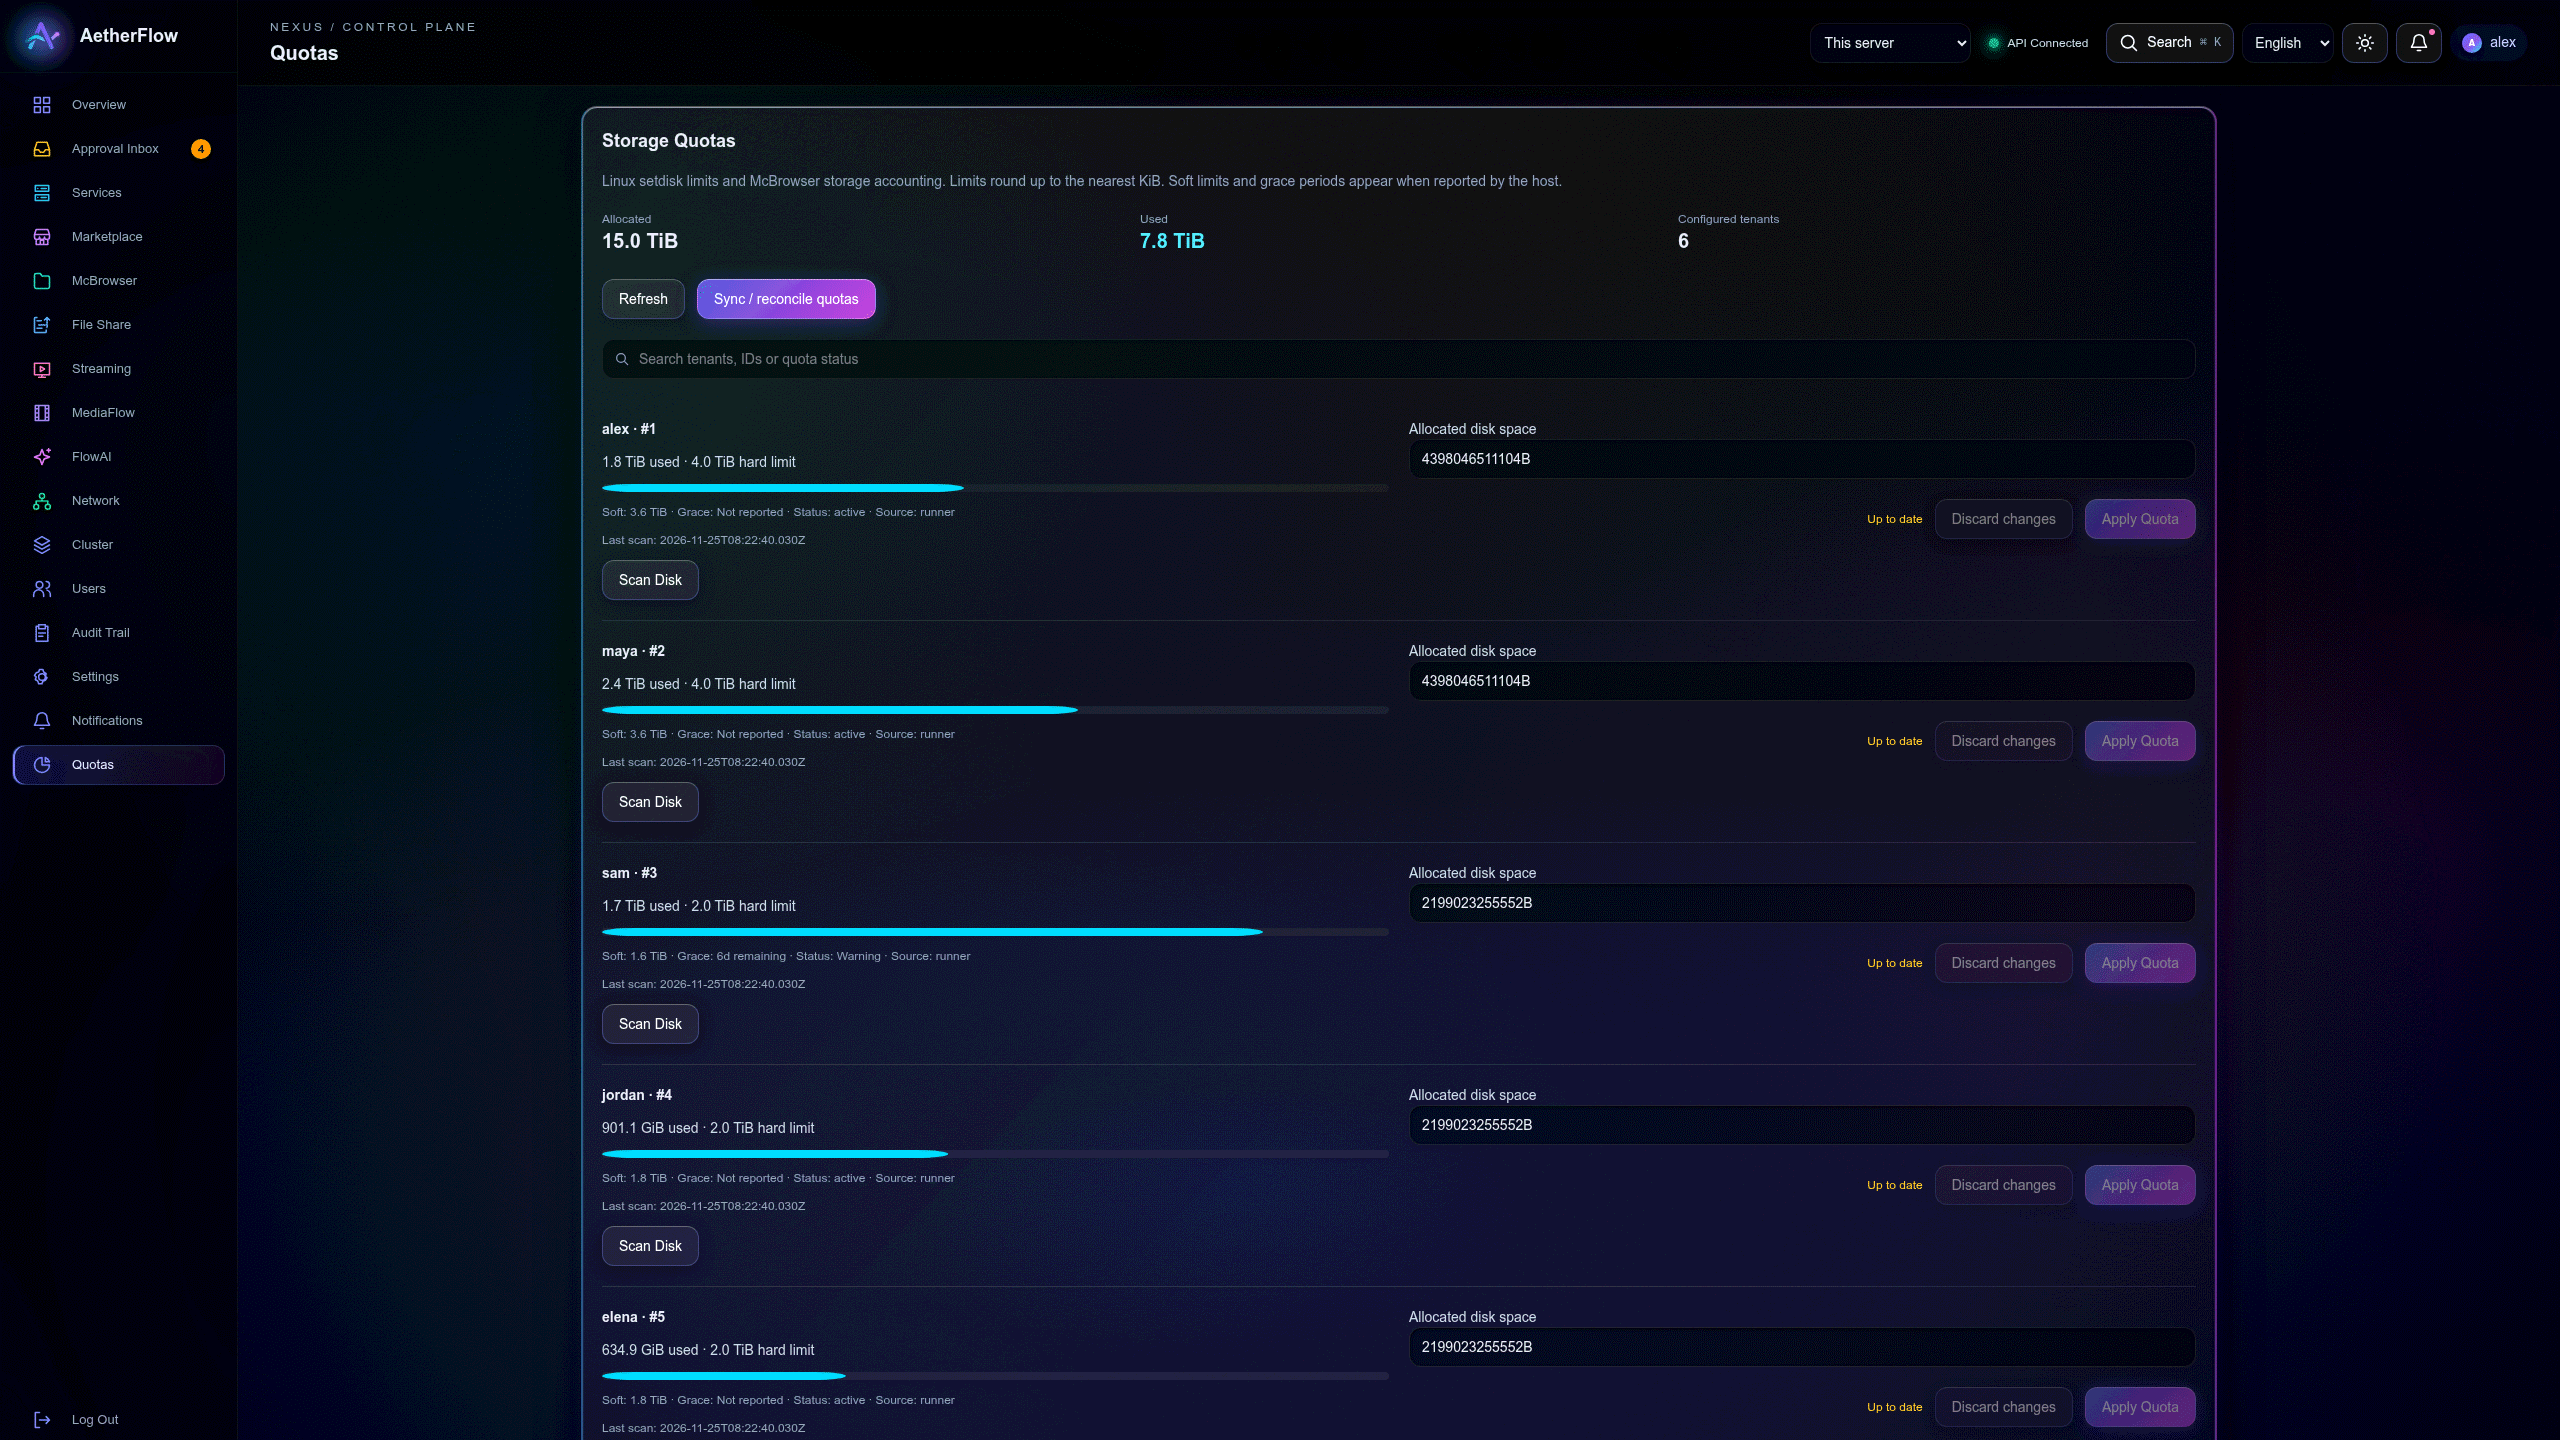 AetherFlow
NEXUS / CONTROL PLANE
Quotas
This server
API Connected
Search ⌘ K
English
A alex
Overview
Approval Inbox 4
Services
Marketplace
McBrowser
File Share
Streaming
MediaFlow
FlowAI
Network
Cluster
Users
Audit Trail
Settings
Notifications
Quotas
Log Out
Storage Quotas
Linux setdisk limits and McBrowser storage accounting. Limits round up to the nearest KiB. Soft limits and grace periods appear when reported by the host.
Allocated
15.0 TiB
Used
7.8 TiB
Configured tenants
6
Refresh
Sync / reconcile quotas
Search tenants, IDs or quota status
alex · #1
1.8 TiB used · 4.0 TiB hard limit
Soft: 3.6 TiB · Grace: Not reported · Status: active · Source: runner
Last scan: 2026-11-25T08:22:40.030Z
Scan Disk
Allocated disk space
4398046511104B
Up to date
Discard changes
Apply Quota
maya · #2
2.4 TiB used · 4.0 TiB hard limit
Soft: 3.6 TiB · Grace: Not reported · Status: active · Source: runner
Last scan: 2026-11-25T08:22:40.030Z
Scan Disk
Allocated disk space
4398046511104B
Up to date
Discard changes
Apply Quota
sam · #3
1.7 TiB used · 2.0 TiB hard limit
Soft: 1.6 TiB · Grace: 6d remaining · Status: Warning · Source: runner
Last scan: 2026-11-25T08:22:40.030Z
Scan Disk
Allocated disk space
2199023255552B
Up to date
Discard changes
Apply Quota
jordan · #4
901.1 GiB used · 2.0 TiB hard limit
Soft: 1.8 TiB · Grace: Not reported · Status: active · Source: runner
Last scan: 2026-11-25T08:22:40.030Z
Scan Disk
Allocated disk space
2199023255552B
Up to date
Discard changes
Apply Quota
elena · #5
634.9 GiB used · 2.0 TiB hard limit
Soft: 1.8 TiB · Grace: Not reported · Status: active · Source: runner
Last scan: 2026-11-25T08:22:40.030Z
Allocated disk space
2199023255552B
Up to date
Discard changes
Apply Quota